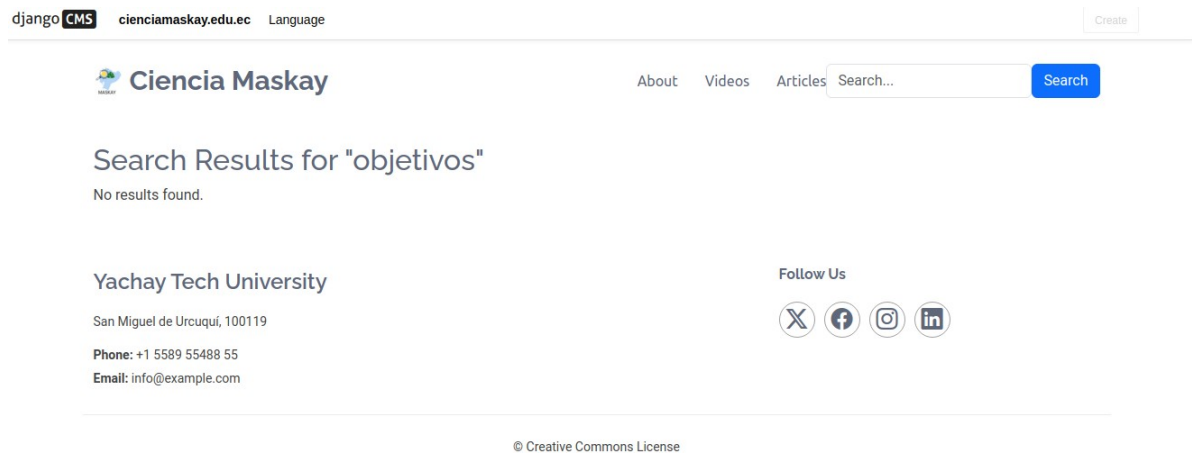 django CMS cienciamaskay.edu.ec Language Create
MASKAY Ciencia Maskay About Videos Articles Search... Search
Search Results for "objetivos"
No results found.
Yachay Tech University Follow Us
San Miguel de Urcuquí, 100119
Phone: +1 5589 55488 55
Email: info@example.com
© Creative Commons License